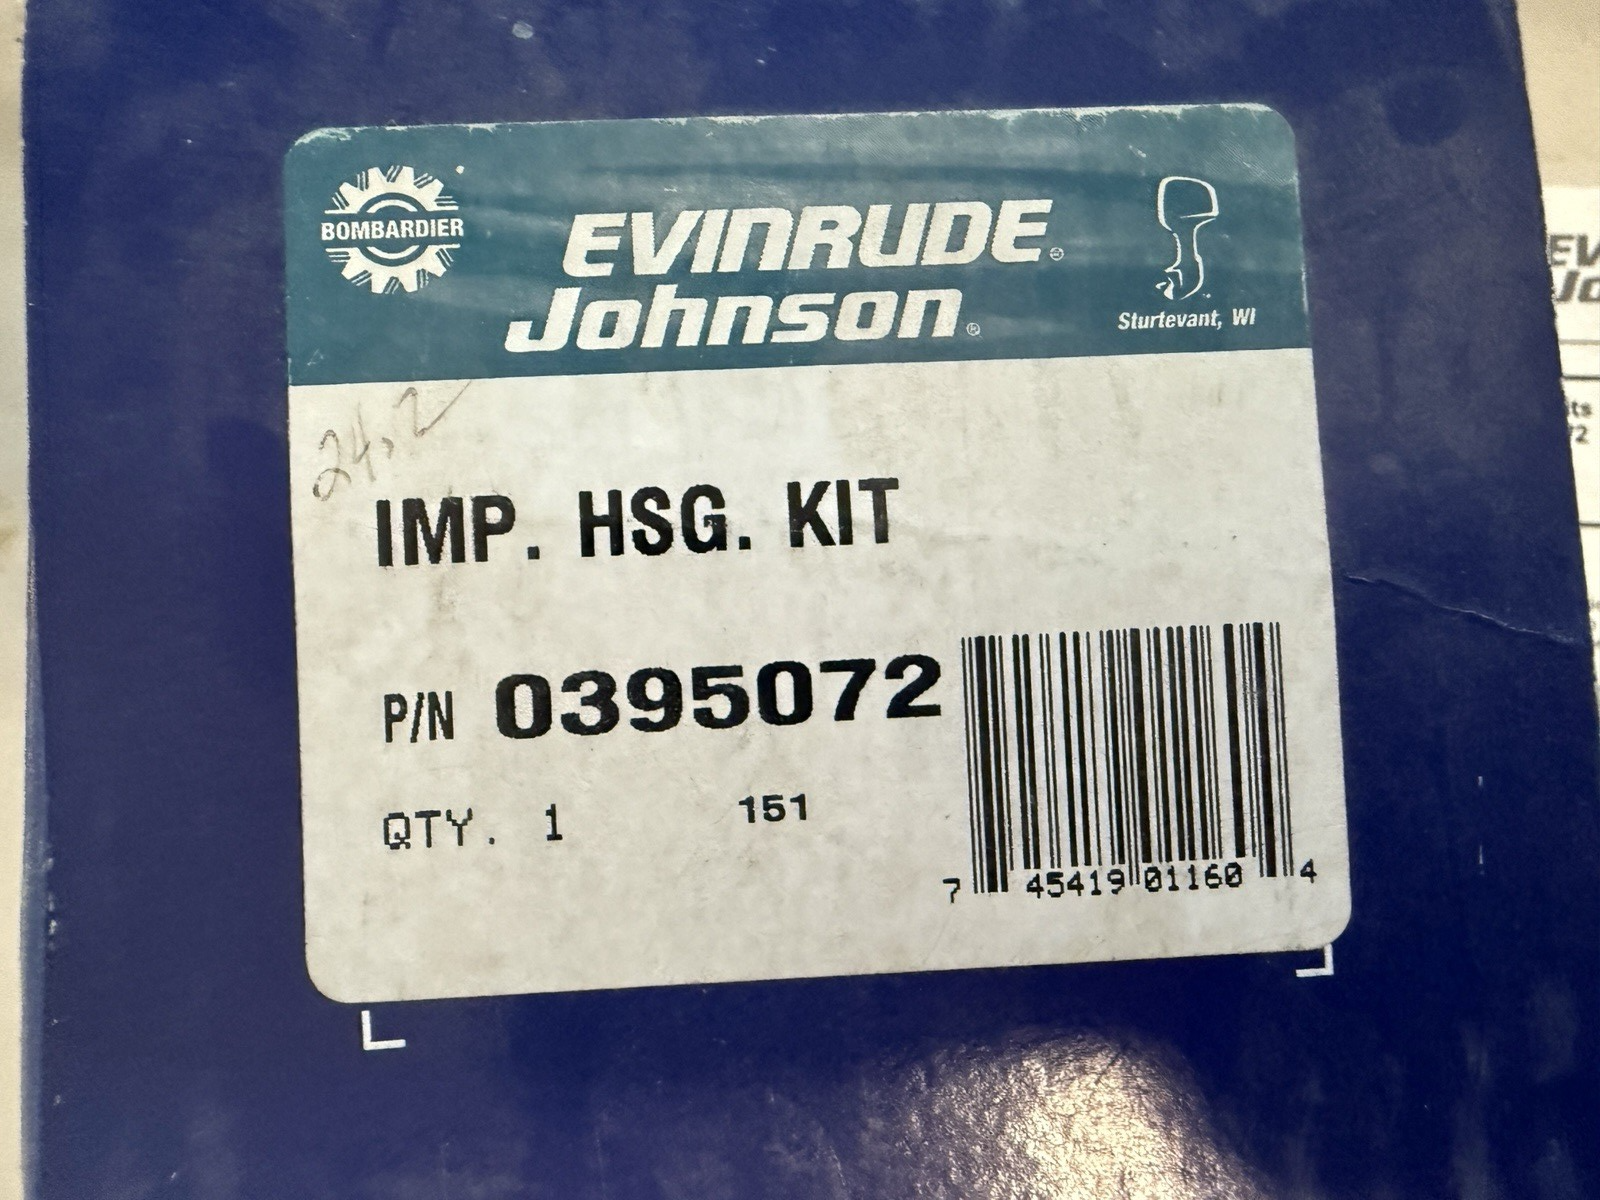 BOMBARDIER
EVINRUDE®
Johnson®
Sturtevant, WI
24,2
IMP. HSG. KIT
P/N 0395072
QTY. 1 151
7 45419 01160 4